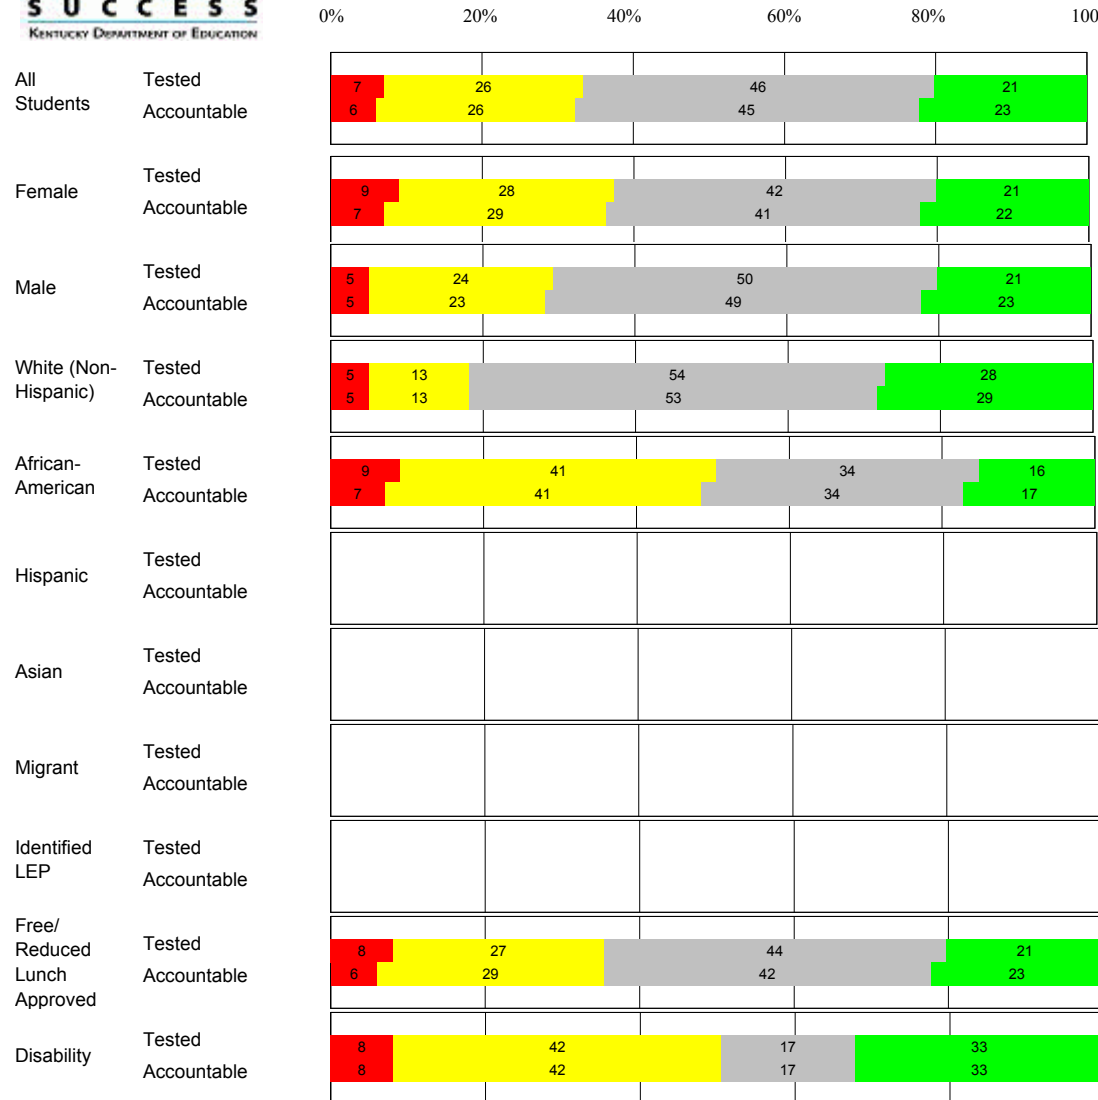 SUCCESS
KENTUCKY DEPARTMENT OF EDUCATION
0% 20% 40% 60% 80% 100
All Students
Tested 7 26 46 21
Accountable 6 26 45 23
Female
Tested 9 28 42 21
Accountable 7 29 41 22
Male
Tested 5 24 50 21
Accountable 5 23 49 23
White (Non-
Hispanic)
Tested 5 13 54 28
Accountable 5 13 53 29
African-
American
Tested 9 41 34 16
Accountable 7 41 34 17
Hispanic
Tested
Accountable
Asian
Tested
Accountable
Migrant
Tested
Accountable
Identified
LEP
Tested
Accountable
Free/
Reduced
Lunch
Approved
Tested 8 27 44 21
Accountable 6 29 42 23
Disability
Tested 8 42 17 33
Accountable 8 42 17 33